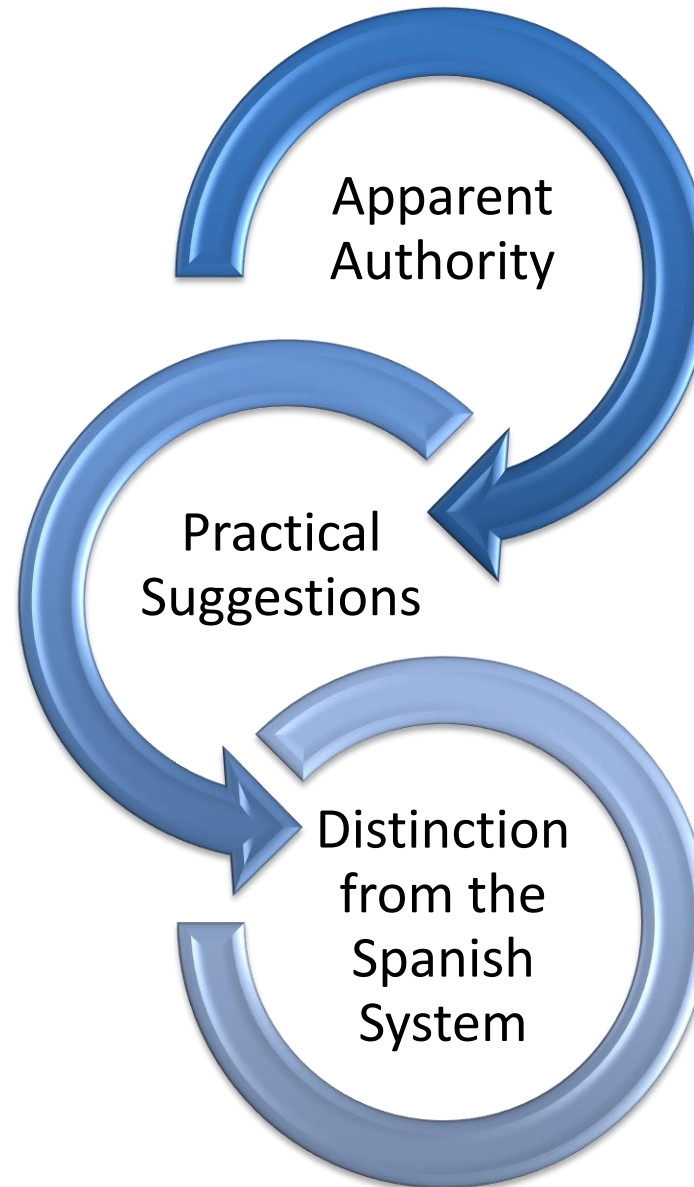 Apparent
Authority
Practical
Suggestions
Distinction
from the
Spanish
System